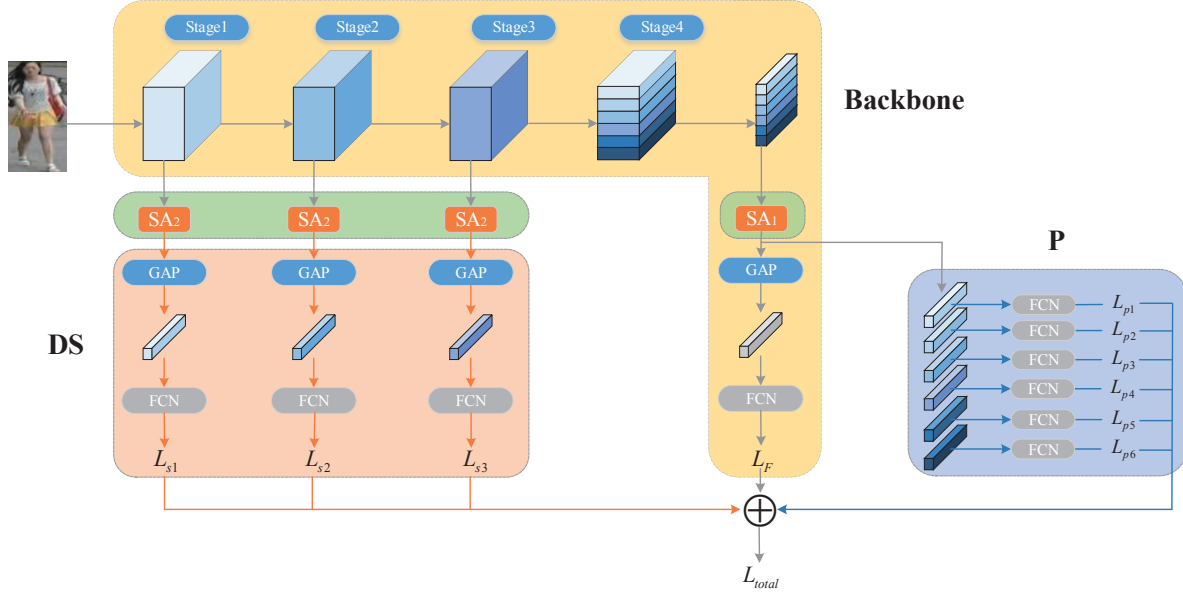 Stage1 Stage2 Stage3 Stage4
Backbone
SA2 SA2 SA2 SA1
P
GAP GAP GAP GAP
DS
FCN Lp1
FCN Lp2
FCN Lp3
FCN Lp4
FCN Lp5
FCN Lp6
FCN FCN FCN FCN
Ls1 Ls2 Ls3 LF
Ltotal